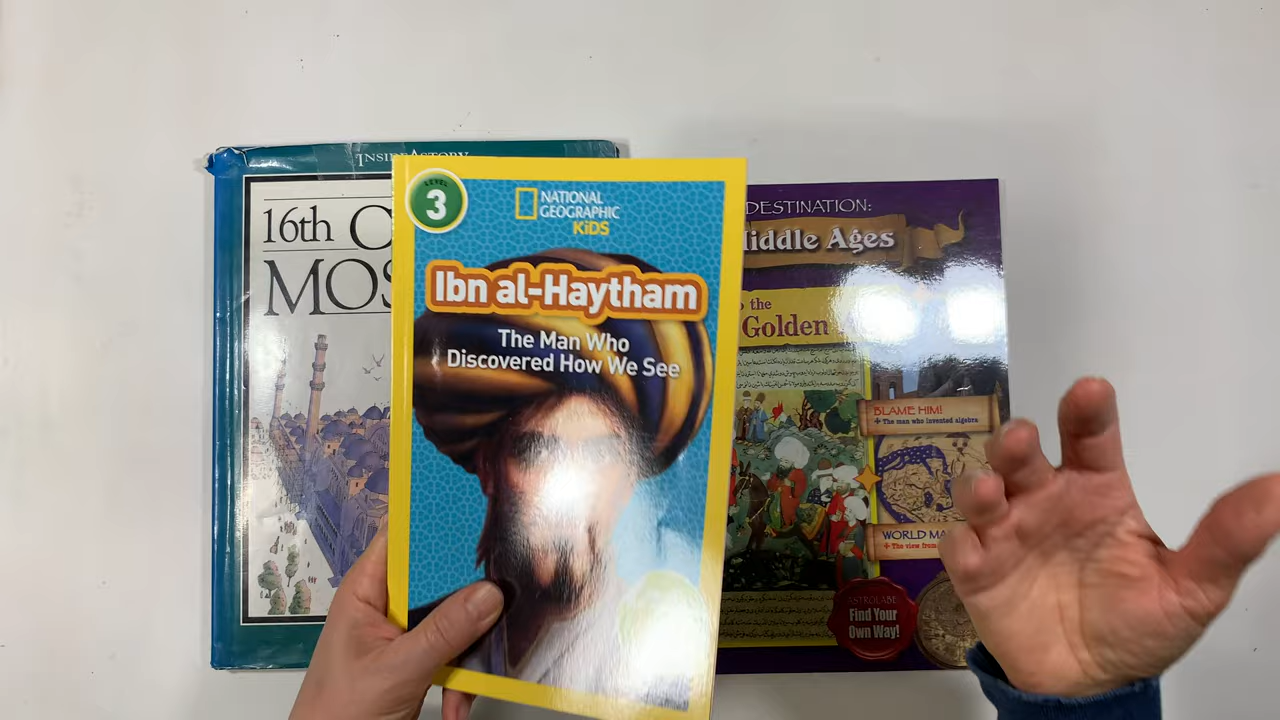 INSIDE STORY
16th
MOS
LEVEL
3
NATIONAL
GEOGRAPHIC
KiDS
Ibn al-Haytham
The Man Who
Discovered How We See
DESTINATION:
Middle Ages
to the
Golden
BLAME HIM!
+ The man who invented algebra
WORLD MA
+ The view from
ASTROLABE
Find Your
Own Way!